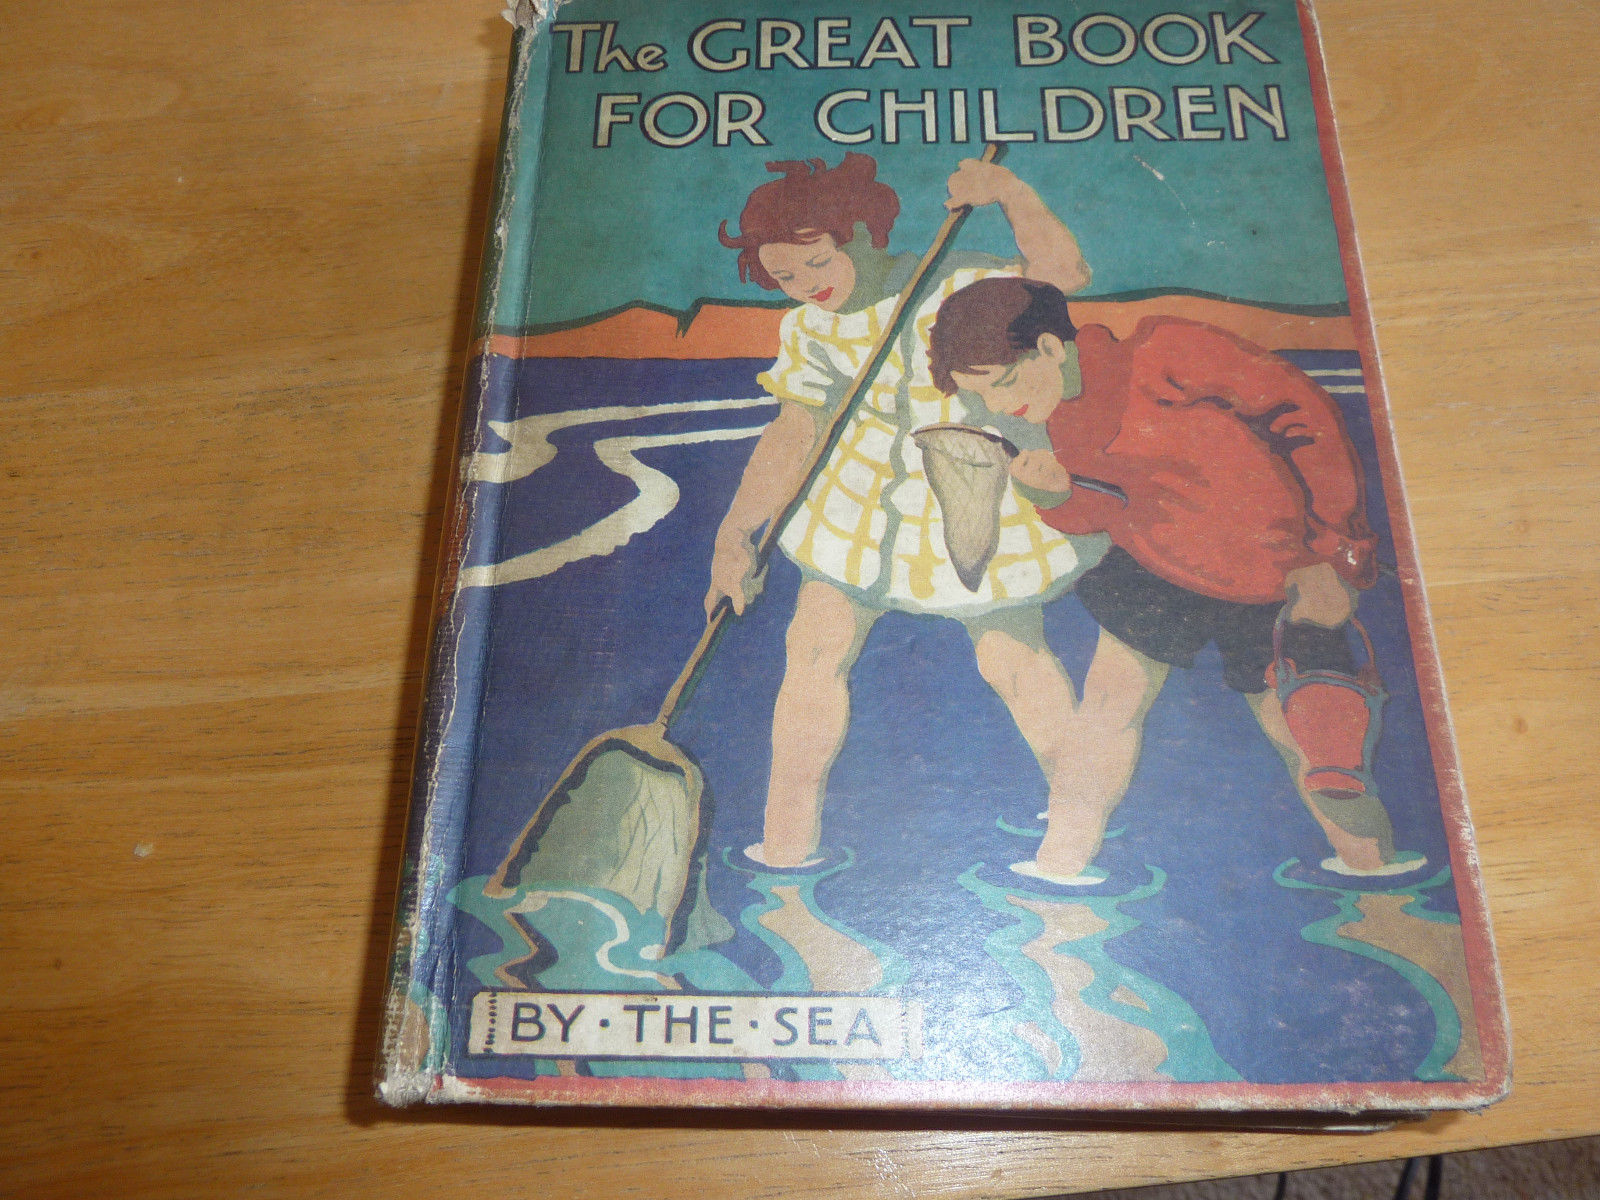 The GREAT BOOK
FOR CHILDREN
BY · THE · SEA